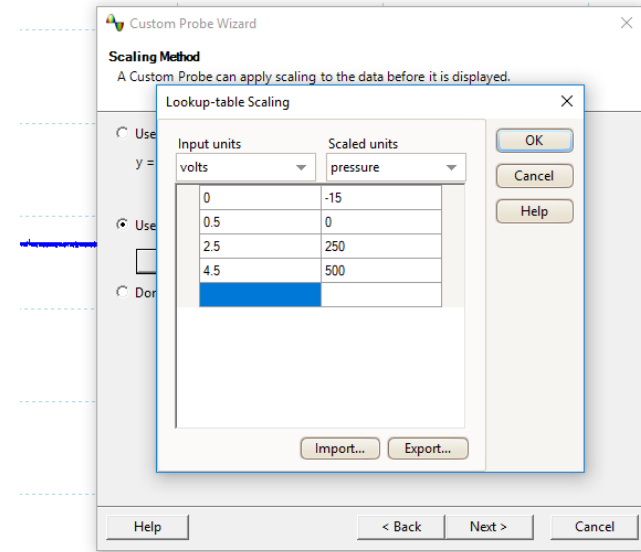 Custom Probe Wizard
Scaling Method
A Custom Probe can apply scaling to the data before it is displayed.
Lookup-table Scaling
Use
y =
Use
Input units
Scaled units
volts
pressure
0 -15
0.5 0
2.5 250
4.5 500
OK
Cancel
Help
Import...
Export...
Help
< Back
Next >
Cancel